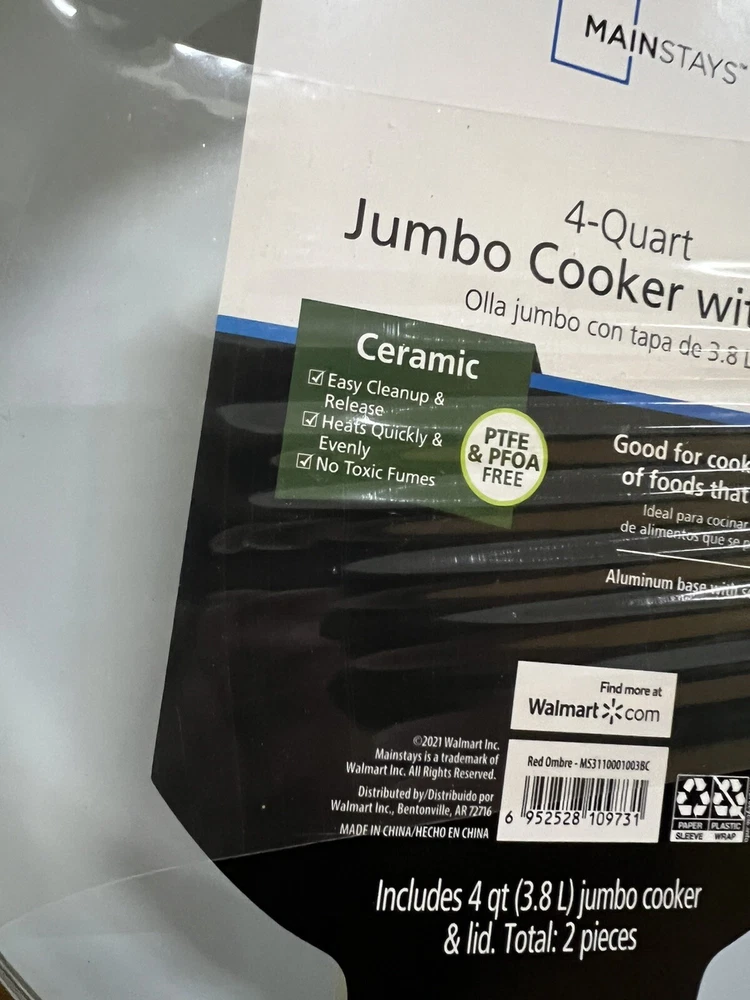 MAINSTAYS™
4-Quart
Jumbo Cooker
Olla jumbo con tapa de 3.8 L
Ceramic
☑ Easy Cleanup &
Release
☑ Heats Quickly &
Evenly
☑ No Toxic Fumes
PTFE
& PFOA
FREE
Good for
of foods that
Ideal para cocinar
de alimentos que se
Aluminum base with
Find more at
Walmart com
©2021 Walmart Inc.
Mainstays is a trademark of
Walmart Inc. All Rights Reserved.
Distributed by/Distribuido por
Walmart Inc., Bentonville, AR 72716
MADE IN CHINA/HECHO EN CHINA
Red Ombre - MS3110001003BC
6 952528 109731
PAPER
SLEEVE
PLASTIC
WRAP
Includes 4 qt (3.8 L) jumbo cooker
& lid. Total: 2 pieces